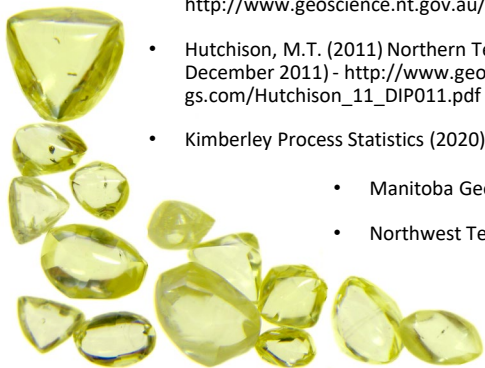 http://www.geoscience.nt.gov.au/
• Hutchison, M.T. (2011) Northern Te
December 2011) - http://www.geo
gs.com/Hutchison_11_DIP011.pdf
• Kimberley Process Statistics (2020)
• Manitoba Geo
• Northwest Te